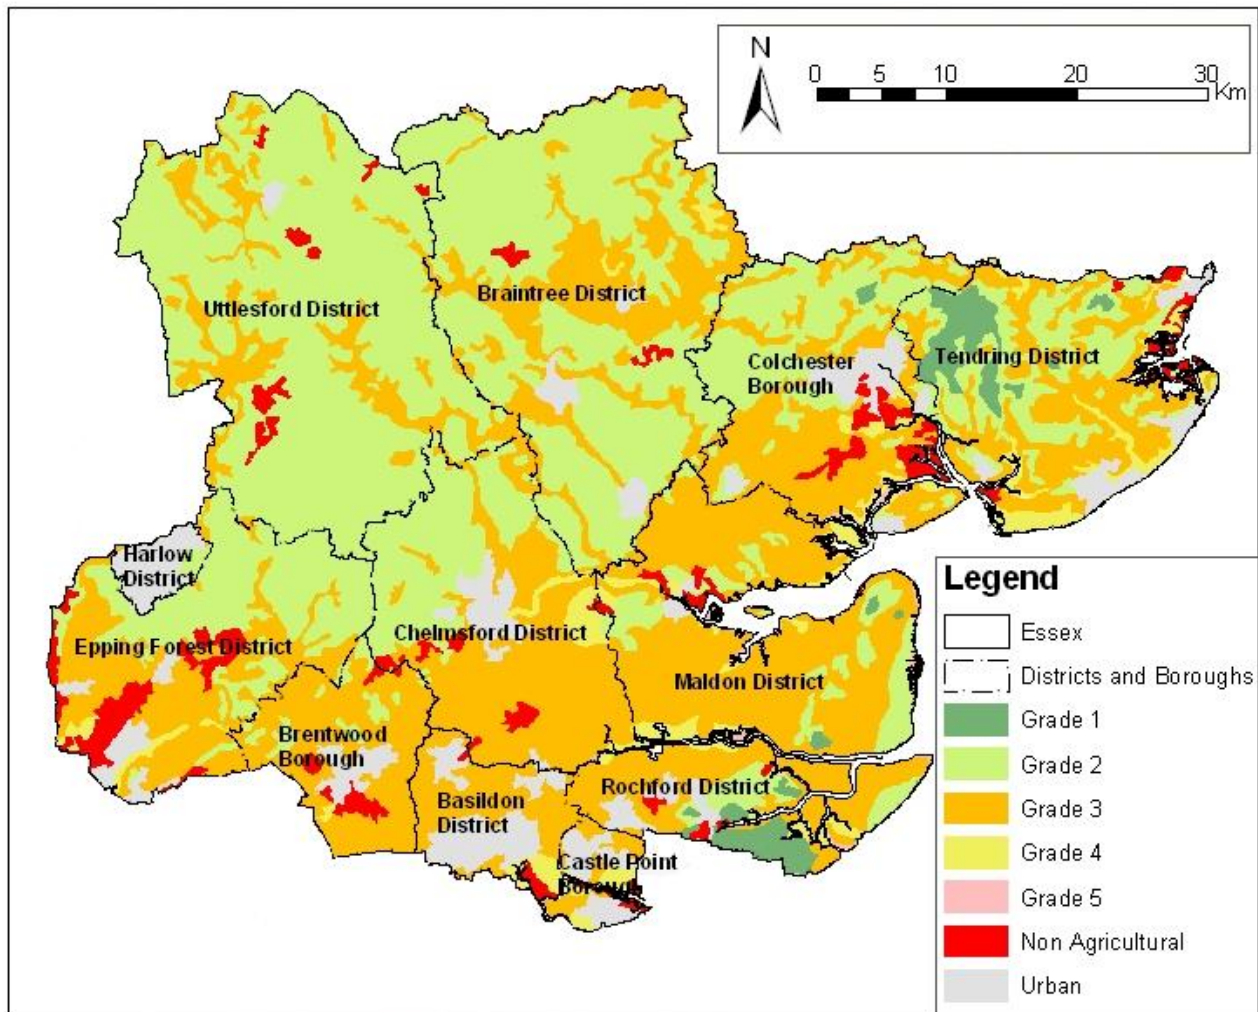 N
0 5 10 20 30
Km
Uttlesford District
Braintree District
Colchester
Borough
Tendring District
Harlow
District
Epping Forest District
Chelmsford District
Maldon District
Brentwood
Borough
Basildon
District
Rochford District
Castle Point
Borough
Legend
Essex
Districts and Boroughs
Grade 1
Grade 2
Grade 3
Grade 4
Grade 5
Non Agricultural
Urban